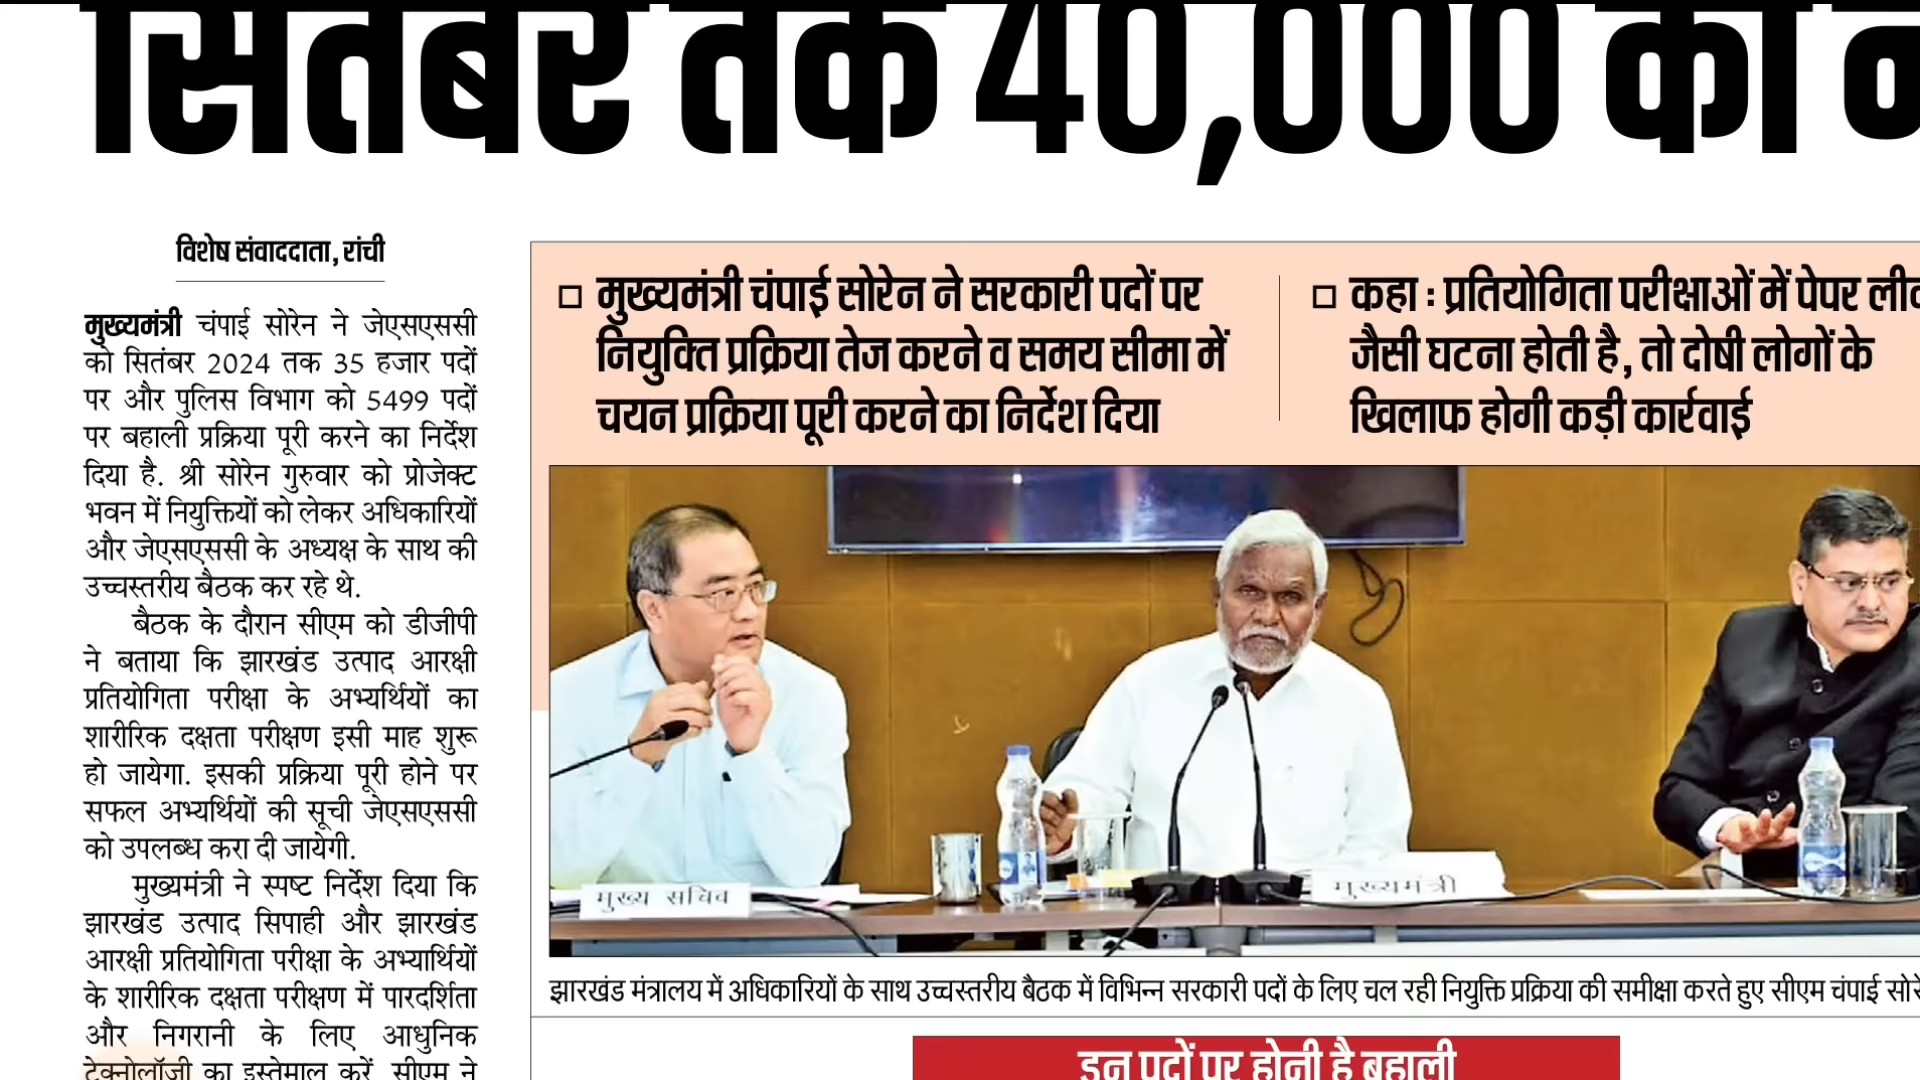 सितंबर तक 40,000 को
विशेष संवाददाता, रांची
मुख्यमंत्री चंपाई सोरेन ने जेएसएससी
को सितंबर 2024 तक 35 हजार पदों
पर और पुलिस विभाग को 5499 पदों
पर बहाली प्रक्रिया पूरी करने का निर्देश
दिया है. श्री सोरेन गुरुवार को प्रोजेक्ट
भवन में नियुक्तियों को लेकर अधिकारियों
और जेएसएससी के अध्यक्ष के साथ की
उच्चस्तरीय बैठक कर रहे थे.
बैठक के दौरान सीएम को डीजीपी
ने बताया कि झारखंड उत्पाद आरक्षी
प्रतियोगिता परीक्षा के अभ्यर्थियों का
शारीरिक दक्षता परीक्षण इसी माह शुरू
हो जायेगा. इसकी प्रक्रिया पूरी होने पर
सफल अभ्यर्थियों की सूची जेएसएससी
को उपलब्ध करा दी जायेगी.
मुख्यमंत्री ने स्पष्ट निर्देश दिया कि
झारखंड उत्पाद सिपाही और झारखंड
आरक्षी प्रतियोगिता परीक्षा के अभ्यार्थियों
के शारीरिक दक्षता परीक्षण में पारदर्शिता
और निगरानी के लिए आधुनिक
टेक्नोलॉजी का इस्तेमाल करें. सीएम ने
□ मुख्यमंत्री चंपाई सोरेन ने सरकारी पदों पर
नियुक्ति प्रक्रिया तेज करने व समय सीमा में
चयन प्रक्रिया पूरी करने का निर्देश दिया
□ कहा : प्रतियोगिता परीक्षाओं में पेपर
जैसी घटना होती है, तो दोषी लोगों के
खिलाफ होगी कड़ी कार्रवाई
मुख्य सचिव
मुख्यमंत्री
झारखंड मंत्रालय में अधिकारियों के साथ उच्चस्तरीय बैठक में विभिन्न सरकारी पदों के लिए चल रही नियुक्ति प्रक्रिया की समीक्षा करते हुए सीएम चंपाई
इन पदों पर होनी है बहाली